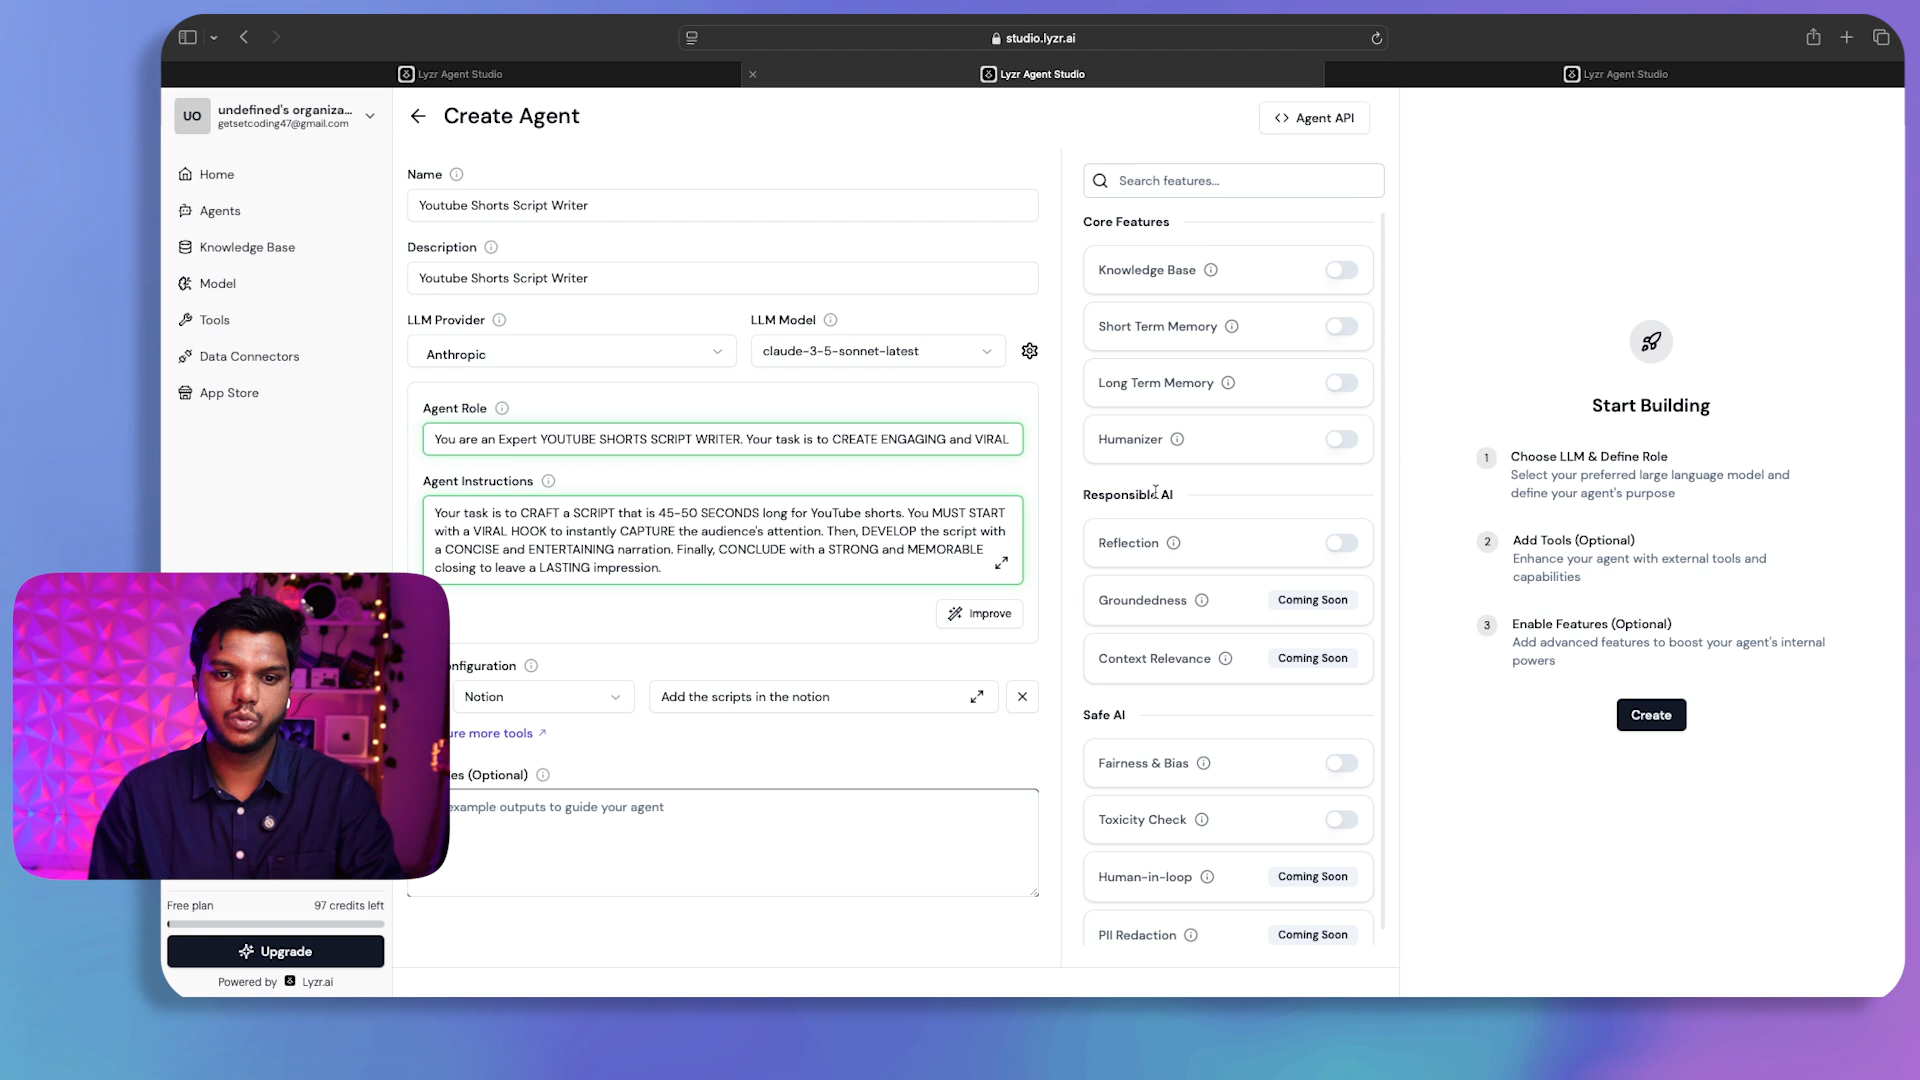 studio.lyzr.ai
Lyzr Agent Studio
Lyzr Agent Studio
Lyzr Agent Studio
UO
undefined's organiza...
getsetcoding47@gmail.com
Home
Agents
Knowledge Base
Model
Tools
Data Connectors
App Store
Free plan
97 credits left
Upgrade
Powered by Lyzr.ai
Create Agent
Agent API
Name
Youtube Shorts Script Writer
Description
Youtube Shorts Script Writer
LLM Provider
LLM Model
Anthropic
claude-3-5-sonnet-latest
Agent Role
You are an Expert YOUTUBE SHORTS SCRIPT WRITER. Your task is to CREATE ENGAGING and VIRAL
Agent Instructions
Your task is to CRAFT a SCRIPT that is 45-50 SECONDS long for YouTube shorts. You MUST START
with a VIRAL HOOK to instantly CAPTURE the audience's attention. Then, DEVELOP the script with
a CONCISE and ENTERTAINING narration. Finally, CONCLUDE with a STRONG and MEMORABLE
closing to leave a LASTING impression.
Improve
nfiguration
Notion
Add the scripts in the notion
ure more tools
es (Optional)
example outputs to guide your agent
Search features...
Core Features
Knowledge Base
Short Term Memory
Long Term Memory
Humanizer
Responsible AI
Reflection
Groundedness
Coming Soon
Context Relevance
Coming Soon
Safe AI
Fairness & Bias
Toxicity Check
Human-in-loop
Coming Soon
PII Redaction
Coming Soon
Start Building
1
Choose LLM & Define Role
Select your preferred large language model and
define your agent's purpose
2
Add Tools (Optional)
Enhance your agent with external tools and
capabilities
3
Enable Features (Optional)
Add advanced features to boost your agent's internal
powers
Create